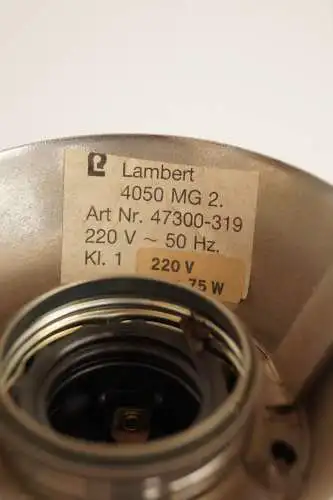 Lambert
4050 MG 2.
Art Nr. 47300-319
220 V ~ 50 Hz.
Kl. 1
220 V
75 W